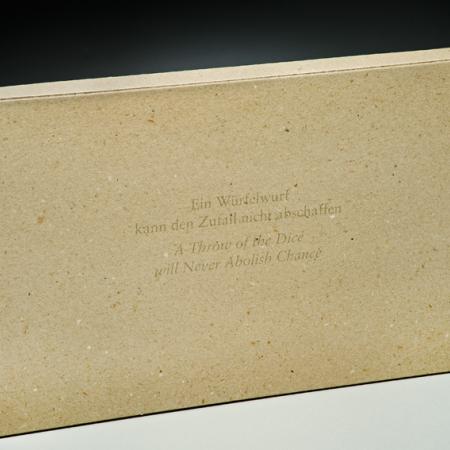 Ein Würfelwurf
kann den Zufall nicht abschaffen
A Throw of the Dice
will Never Abolish Chance